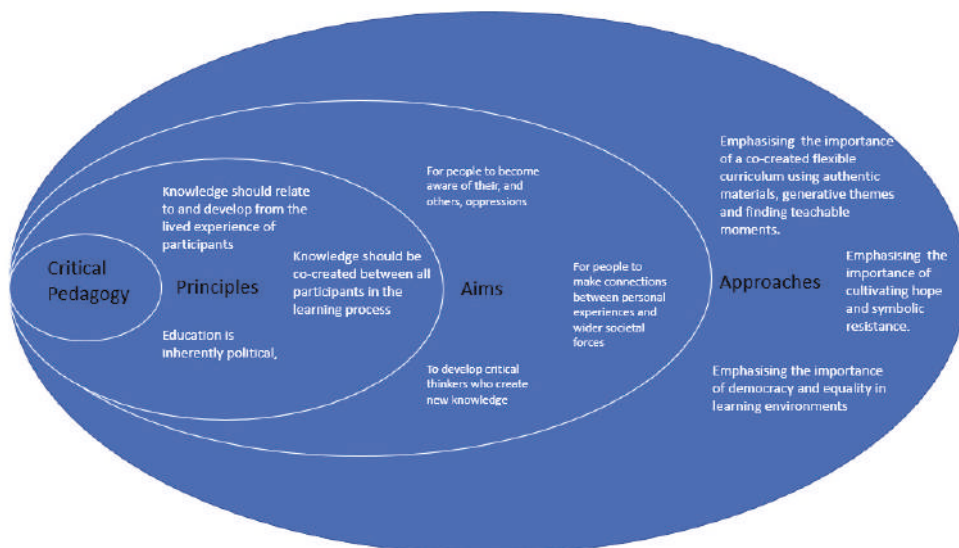 Critical
Pedagogy
Knowledge should relate
to and develop from the
lived experience of
participants
Principles
Knowledge should be
co-created between all
participants in the
learning process
Education is
inherently political,
For people to become
aware of their, and
others, oppressions
Aims
For people to
make connections
between personal
experiences and
wider societal
forces
To develop critical
thinkers who create
new knowledge
Emphasising the importance
of a co-created flexible
curriculum using authentic
materials, generative themes
and finding teachable
moments.
Approaches
Emphasising the
importance of
cultivating hope
and symbolic
resistance.
Emphasising the importance
of democracy and equality in
learning environments